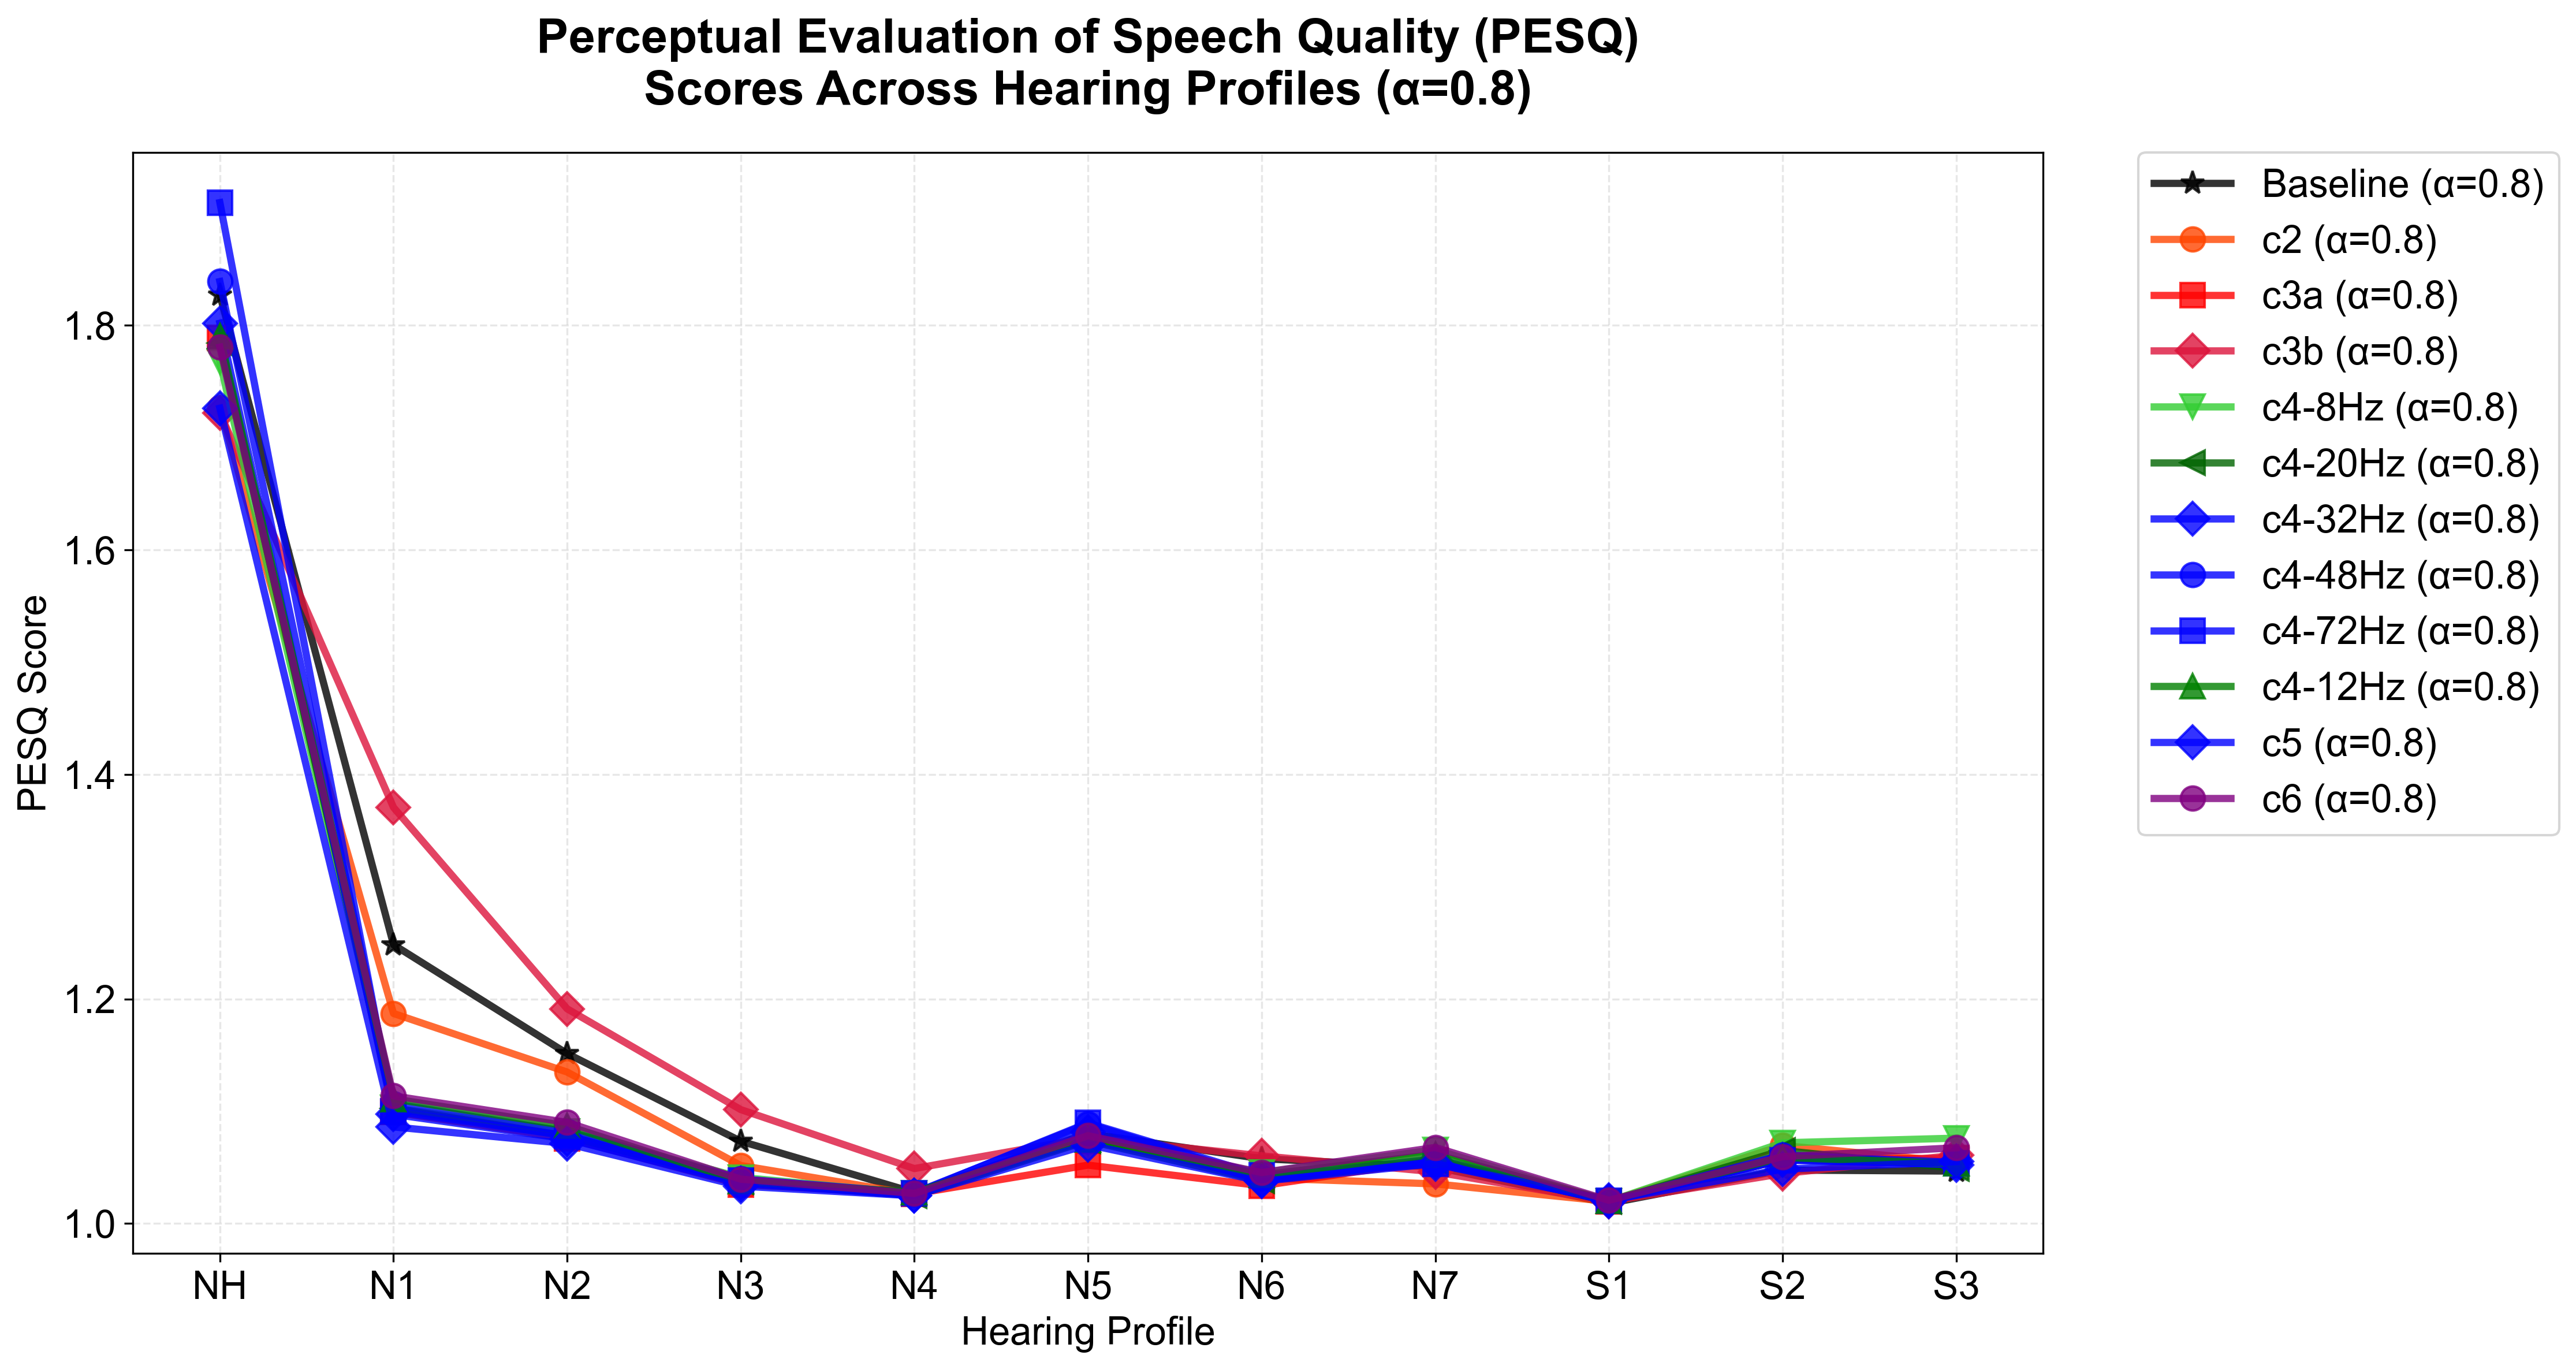 Perceptual Evaluation of Speech Quality (PESQ)
Scores Across Hearing Profiles (α=0.8)
PESQ Score
1.8
1.6
1.4
1.2
1.0
NH N1 N2 N3 N4 N5 N6 N7 S1 S2 S3
Hearing Profile
Baseline (α=0.8)
c2 (α=0.8)
c3a (α=0.8)
c3b (α=0.8)
c4-8Hz (α=0.8)
c4-20Hz (α=0.8)
c4-32Hz (α=0.8)
c4-48Hz (α=0.8)
c4-72Hz (α=0.8)
c4-12Hz (α=0.8)
c5 (α=0.8)
c6 (α=0.8)